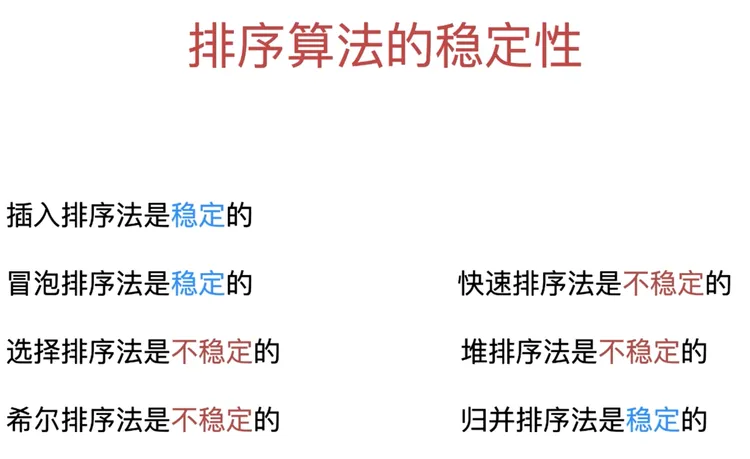 排序算法的稳定性
插入排序法是稳定的
冒泡排序法是稳定的
选择排序法是不稳定的
希尔排序法是不稳定的
快速排序法是不稳定的
堆排序法是不稳定的
归并排序法是稳定的